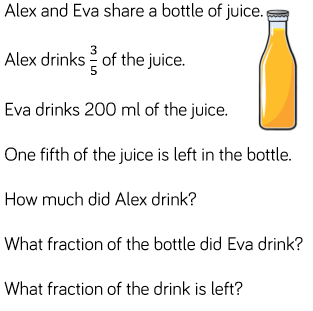 Alex and Eva share a bottle of juice.
Alex drinks 3/5 of the juice.
Eva drinks 200 ml of the juice.
One fifth of the juice is left in the bottle.
How much did Alex drink?
What fraction of the bottle did Eva drink?
What fraction of the drink is left?